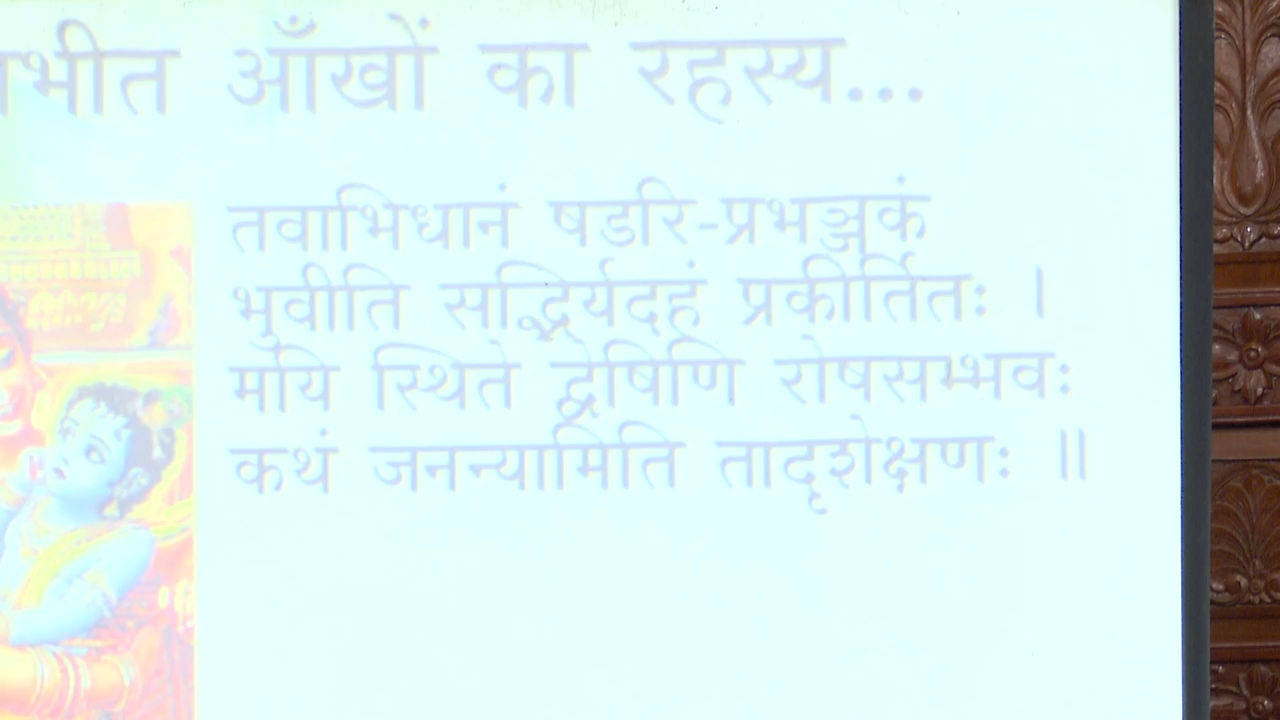 आँखों का रहस्य...
तवाभिधानं षडरि-प्रभञ्जकं
भुवीति सद्भिर्यदहं प्रकीर्तितः ।
मयि स्थिते द्वेषिणि रोषसम्भवः
कथं जनन्यामिति तादृशेक्षणः ॥